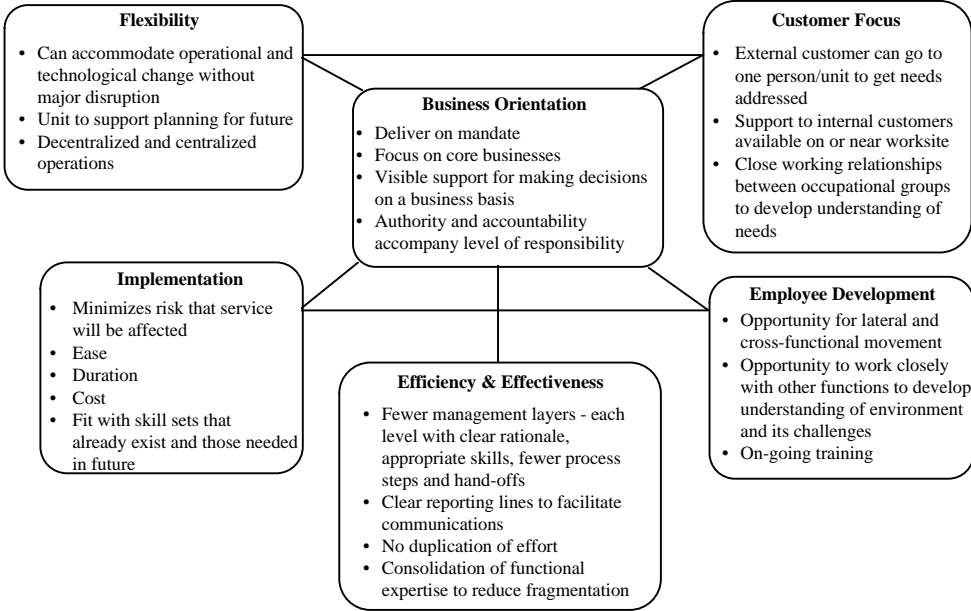 Flexibility
• Can accommodate operational and
technological change without
major disruption
• Unit to support planning for future
• Decentralized and centralized
operations
Customer Focus
• External customer can go to
one person/unit to get needs
addressed
• Support to internal customers
available on or near worksite
• Close working relationships
between occupational groups
to develop understanding of
needs
Business Orientation
• Deliver on mandate
• Focus on core businesses
• Visible support for making decisions
on a business basis
• Authority and accountability
accompany level of responsibility
Implementation
• Minimizes risk that service
will be affected
• Ease
• Duration
• Cost
• Fit with skill sets that
already exist and those needed
in future
Employee Development
• Opportunity for lateral and
cross-functional movement
• Opportunity to work closely
with other functions to develop
understanding of environment
and its challenges
• On-going training
Efficiency & Effectiveness
• Fewer management layers - each
level with clear rationale,
appropriate skills, fewer process
steps and hand-offs
• Clear reporting lines to facilitate
communications
• No duplication of effort
• Consolidation of functional
expertise to reduce fragmentation